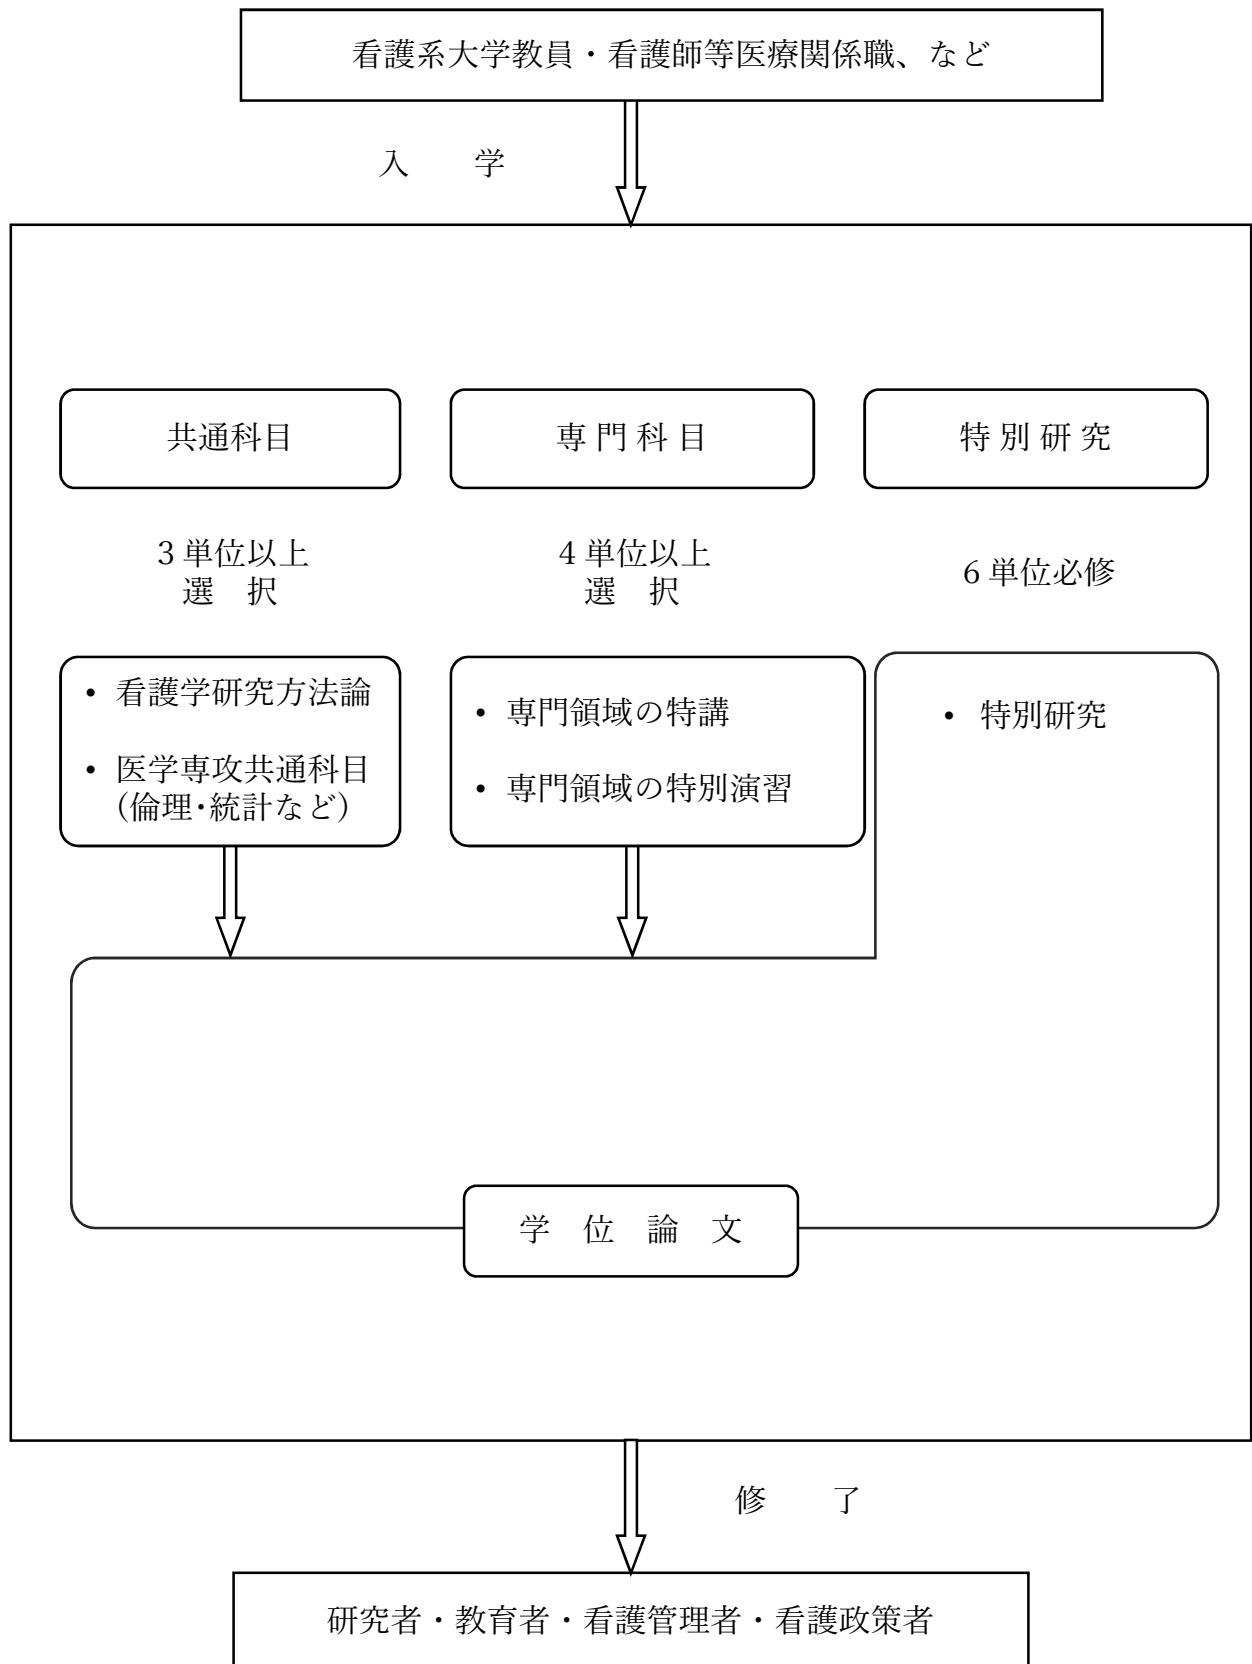 看護系大学教員・看護師等医療関係職、など
入　学
共通科目
専門科目
特別研究
3単位以上
選　択
4単位以上
選　択
6単位必修
• 看護学研究方法論
• 医学専攻共通科目
(倫理･統計など)
• 専門領域の特講
• 専門領域の特別演習
• 特別研究
学　位　論　文
修　了
研究者・教育者・看護管理者・看護政策者